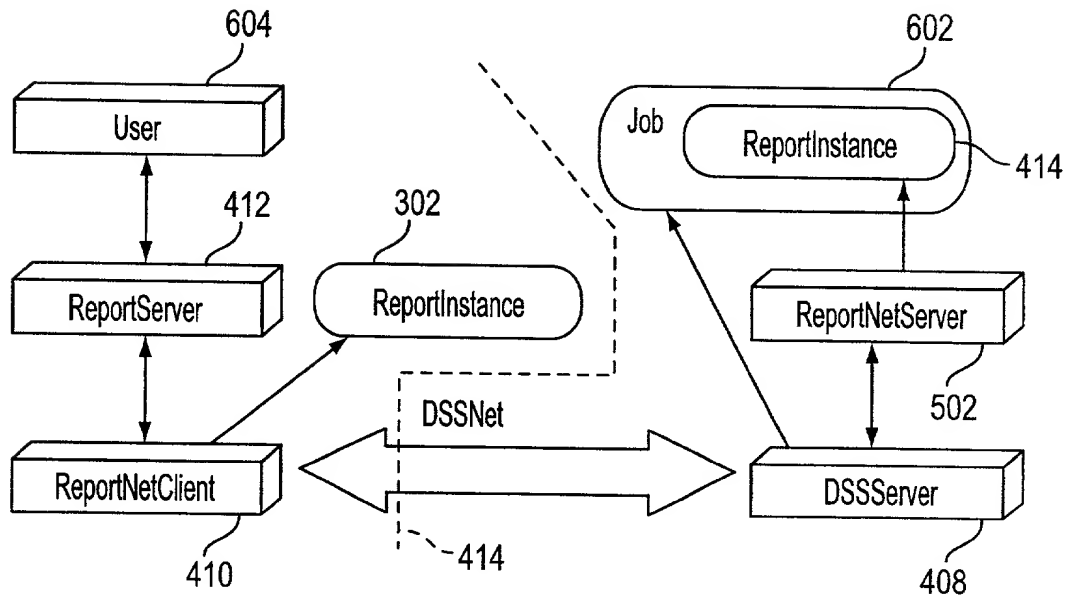 604
User
602
Job
ReportInstance
414
412
ReportServer
302
ReportInstance
ReportNetServer
502
DSSNet
ReportNetClient
410
414
DSSServer
408